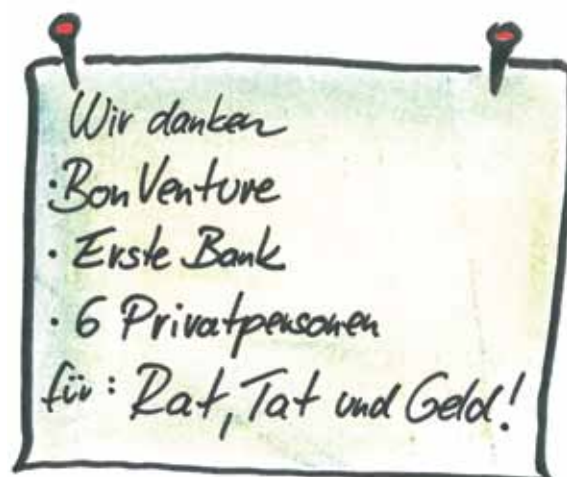 Wir danken
· BonVenture
· Erste Bank
· 6 Privatpersonen
für: Rat, Tat und Geld!